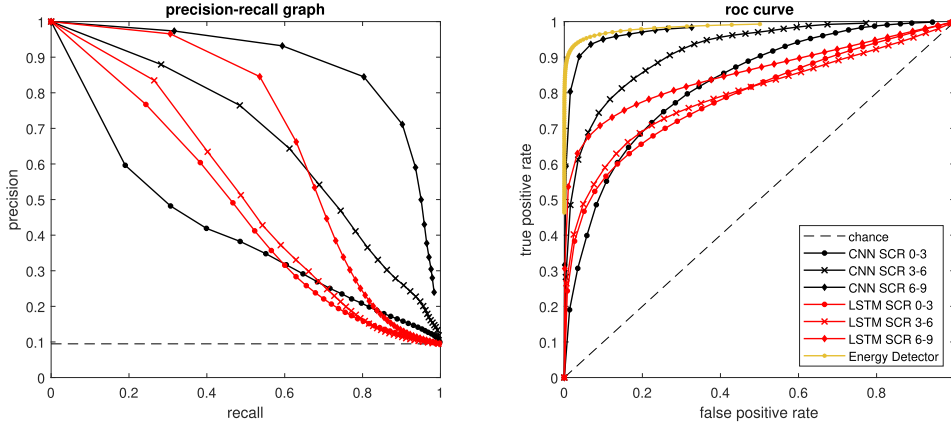 precision-recall graph
1
0.9
0.8
0.7
0.6
0.5
0.4
0.3
0.2
0.1
0
precision
0
0.2
0.4
0.6
0.8
1
recall
roc curve
1
0.9
0.8
0.7
0.6
0.5
0.4
0.3
0.2
0.1
0
true positive rate
0
0.2
0.4
0.6
0.8
false positive rate
chance
CNN SCR 0-3
CNN SCR 3-6
CNN SCR 6-9
LSTM SCR 0-3
LSTM SCR 3-6
LSTM SCR 6-9
Energy Detector